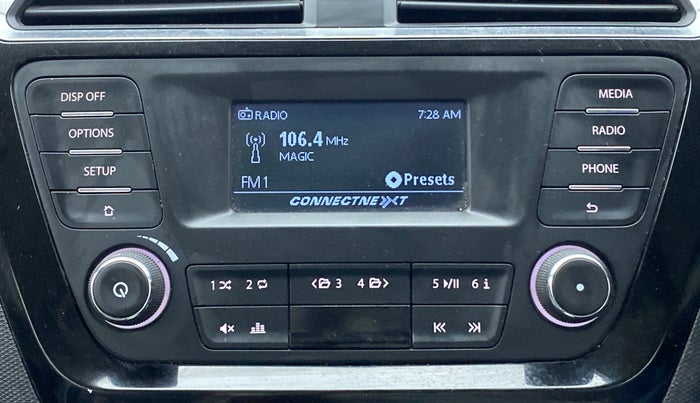 DISP OFF
OPTIONS
SETUP
RADIO 7:28 AM
106.4 MHz
MAGIC
FM1 Presets
CONNECTNEXT
MEDIA
RADIO
PHONE
1 2 < 3 4 > 5 6 i